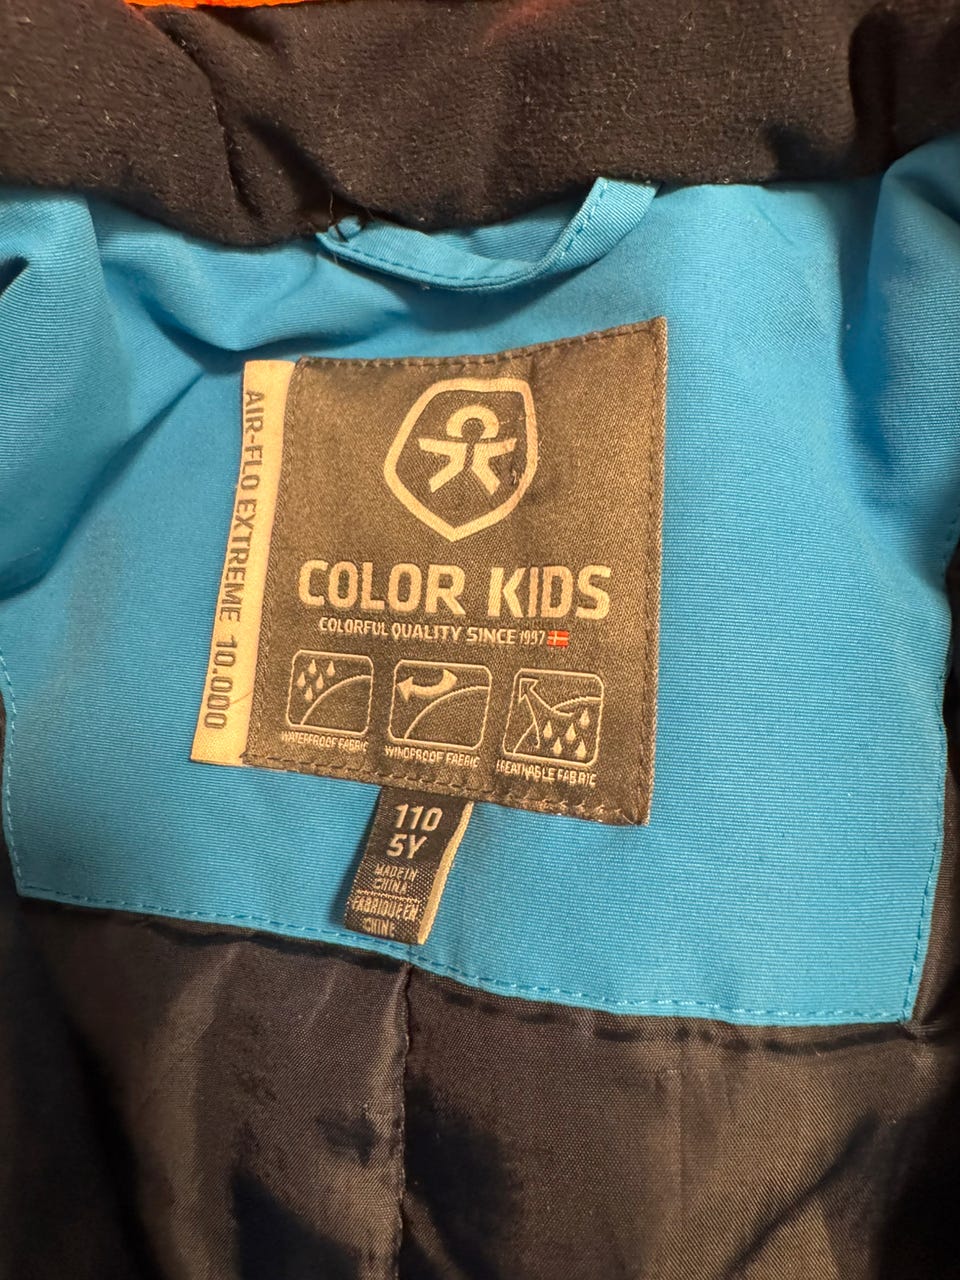 AIR-FLO EXTREME 10.000
COLOR KIDS
COLORFUL QUALITY SINCE 1997
WATERPROOF FABRIC
WINDPROOF FABRIC
BREATHABLE FABRIC
110
5Y
MADE IN
CHINA
FABRIQUE EN
CHINE